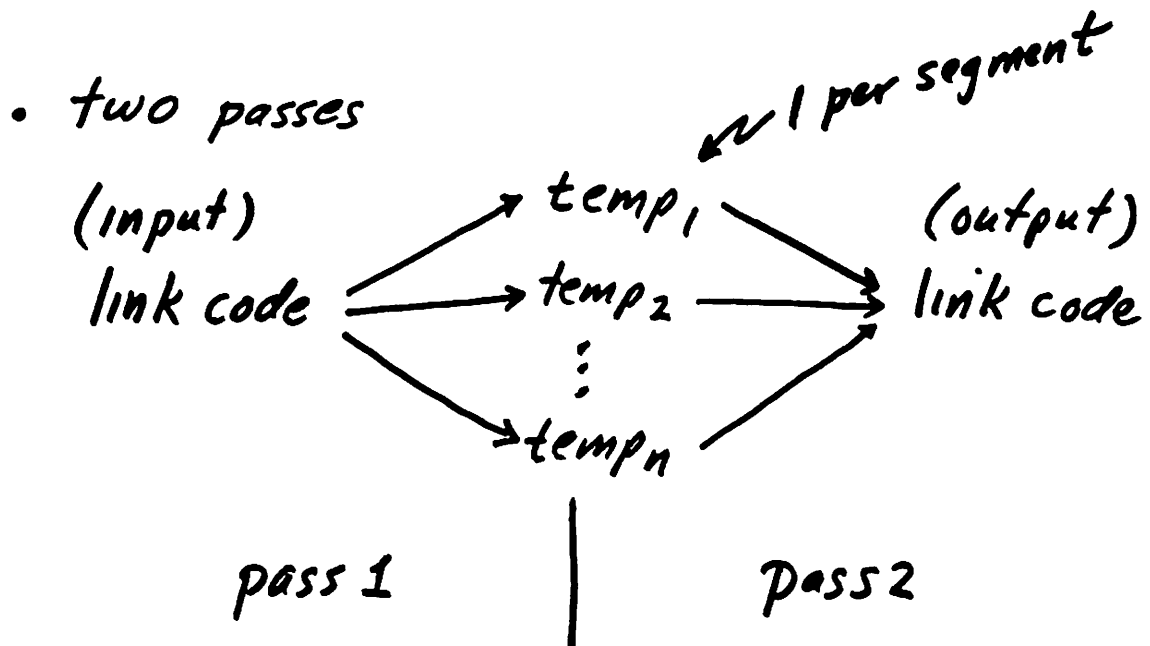 1 per segment
• two passes
(input) temp1 (output)
link code temp2 link code
⋮
tempn
pass 1 pass 2